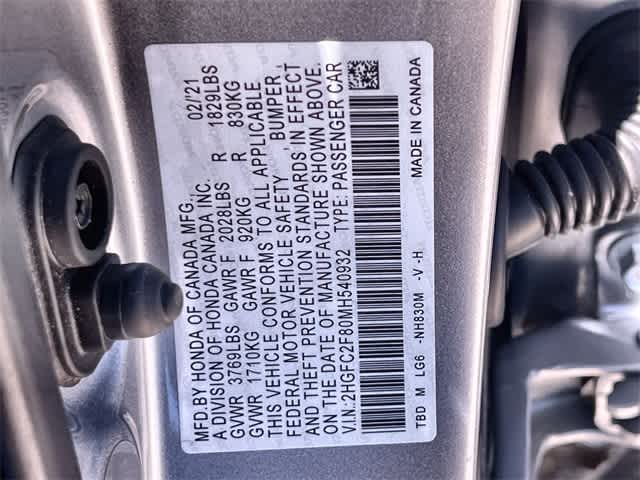 MFD.BY HONDA OF CANADA MFG., 02/21
A DIVISION OF HONDA CANADA INC.
GVWR 3769LBS GAWR F 2028LBS R 1829LBS
GVWR 1710KG GAWR F 920KG R 830KG
THIS VEHICLE CONFORMS TO ALL APPLICABLE
FEDERAL MOTOR VEHICLE SAFETY , BUMPER ,
AND THEFT PREVENTION STANDARDS IN EFFECT
ON THE DATE OF MANUFACTURE SHOWN ABOVE.
V.I.N.:2HGFC2F80MH540932 TYPE: PASSENGER CAR
TBD M LG6 -NH830M -V -H MADE IN CANADA